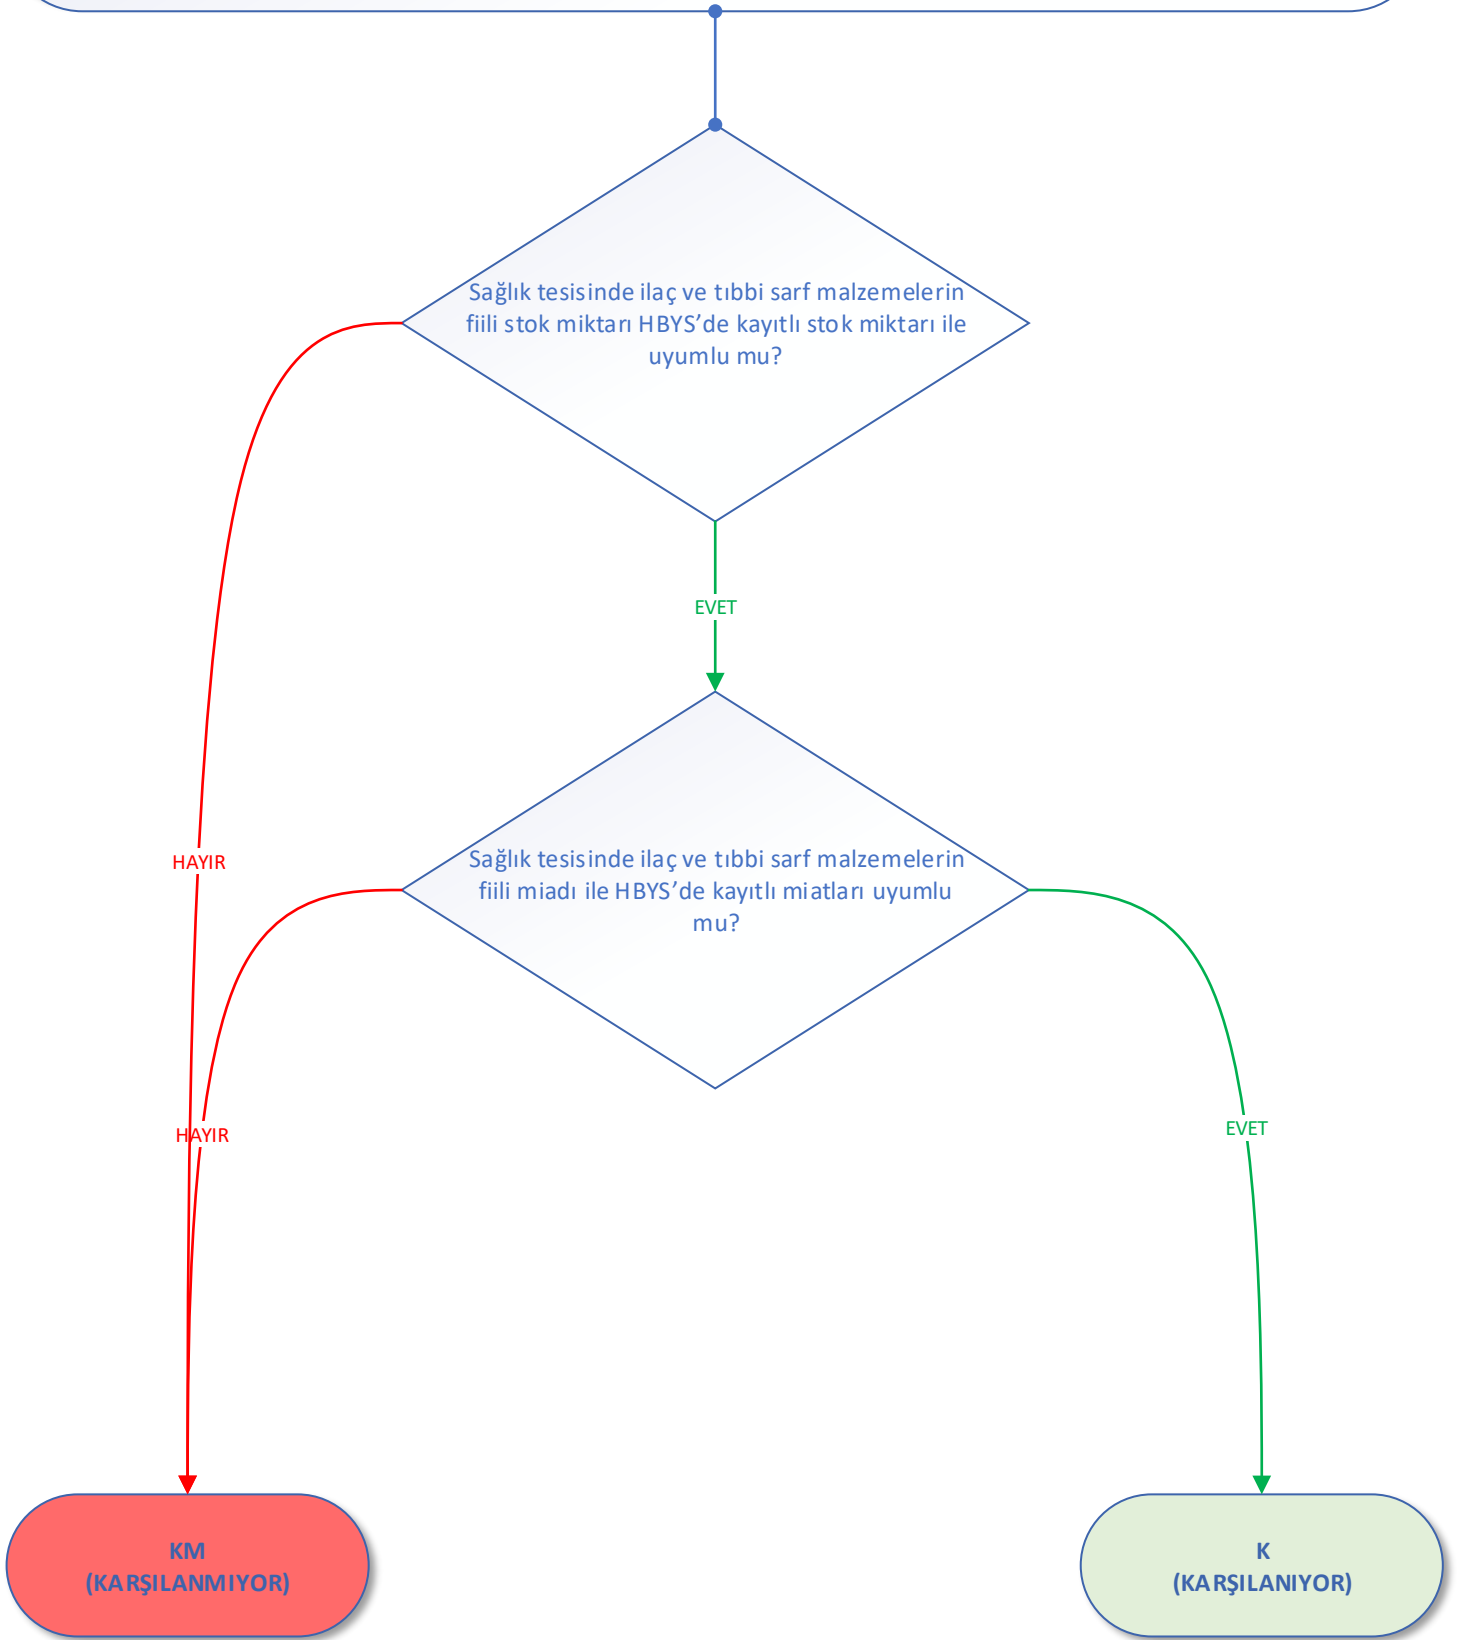 Sağlık tesisinde ilaç ve tıbbi sarf malzemelerin
fiili stok miktarı HBYS’de kayıtlı stok miktarı ile
uyumlu mu?
EVET
Sağlık tesisinde ilaç ve tıbbi sarf malzemelerin
fiili miadı ile HBYS’de kayıtlı miatları uyumlu
mu?
HAYIR
HAYIR
EVET
KM
(KARŞILANMIYOR)
K
(KARŞILANIYOR)